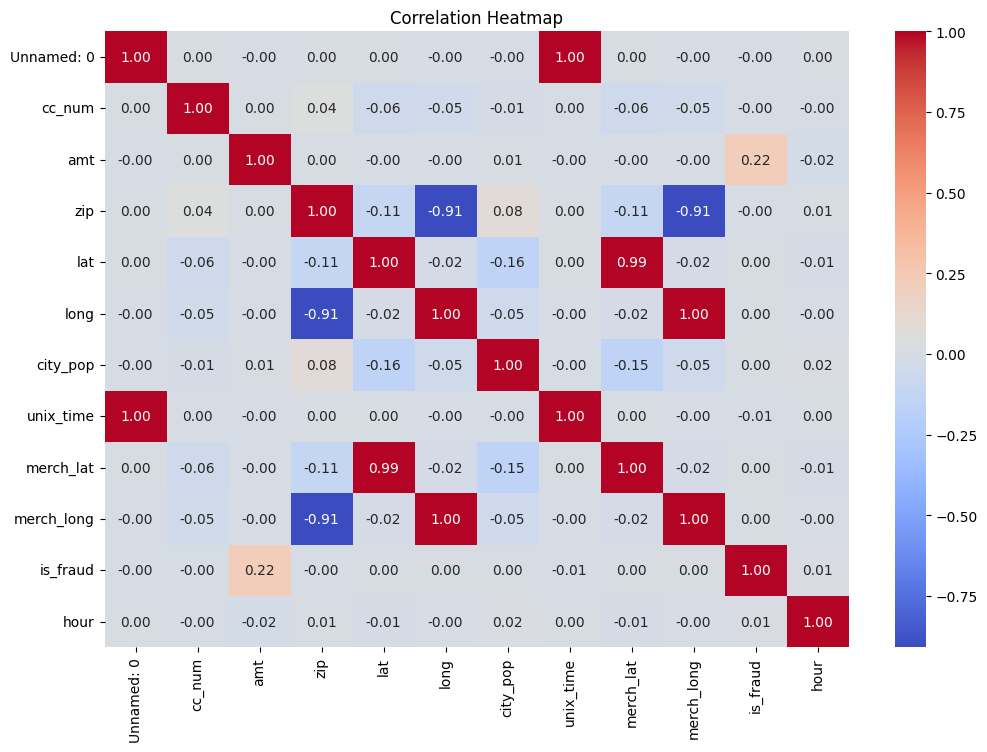 Correlation Heatmap
Unnamed: 0 1.00 0.00 -0.00 0.00 0.00 -0.00 -0.00 1.00 0.00 -0.00 -0.00 0.00
cc_num 0.00 1.00 0.00 0.04 -0.06 -0.05 -0.01 0.00 -0.06 -0.05 -0.00 -0.00
amt -0.00 0.00 1.00 0.00 -0.00 -0.00 0.01 -0.00 -0.00 -0.00 0.22 -0.02
zip 0.00 0.04 0.00 1.00 -0.11 -0.91 0.08 0.00 -0.11 -0.91 -0.00 0.01
lat 0.00 -0.06 -0.00 -0.11 1.00 -0.02 -0.16 0.00 0.99 -0.02 0.00 -0.01
long -0.00 -0.05 -0.00 -0.91 -0.02 1.00 -0.05 -0.00 -0.02 1.00 0.00 -0.00
city_pop -0.00 -0.01 0.01 0.08 -0.16 -0.05 1.00 -0.00 -0.15 -0.05 0.00 0.02
unix_time 1.00 0.00 -0.00 0.00 0.00 -0.00 -0.00 1.00 0.00 -0.00 -0.01 0.00
merch_lat 0.00 -0.06 -0.00 -0.11 0.99 -0.02 -0.15 0.00 1.00 -0.02 0.00 -0.01
merch_long -0.00 -0.05 -0.00 -0.91 -0.02 1.00 -0.05 -0.00 -0.02 1.00 0.00 -0.00
is_fraud -0.00 -0.00 0.22 -0.00 0.00 0.00 0.00 -0.01 0.00 0.00 1.00 0.01
hour 0.00 -0.00 -0.02 0.01 -0.01 -0.00 0.02 0.00 -0.01 -0.00 0.01 1.00
Unnamed: 0 cc_num amt zip lat long city_pop unix_time merch_lat merch_long is_fraud hour
1.00
0.75
0.50
0.25
0.00
−0.25
−0.50
−0.75